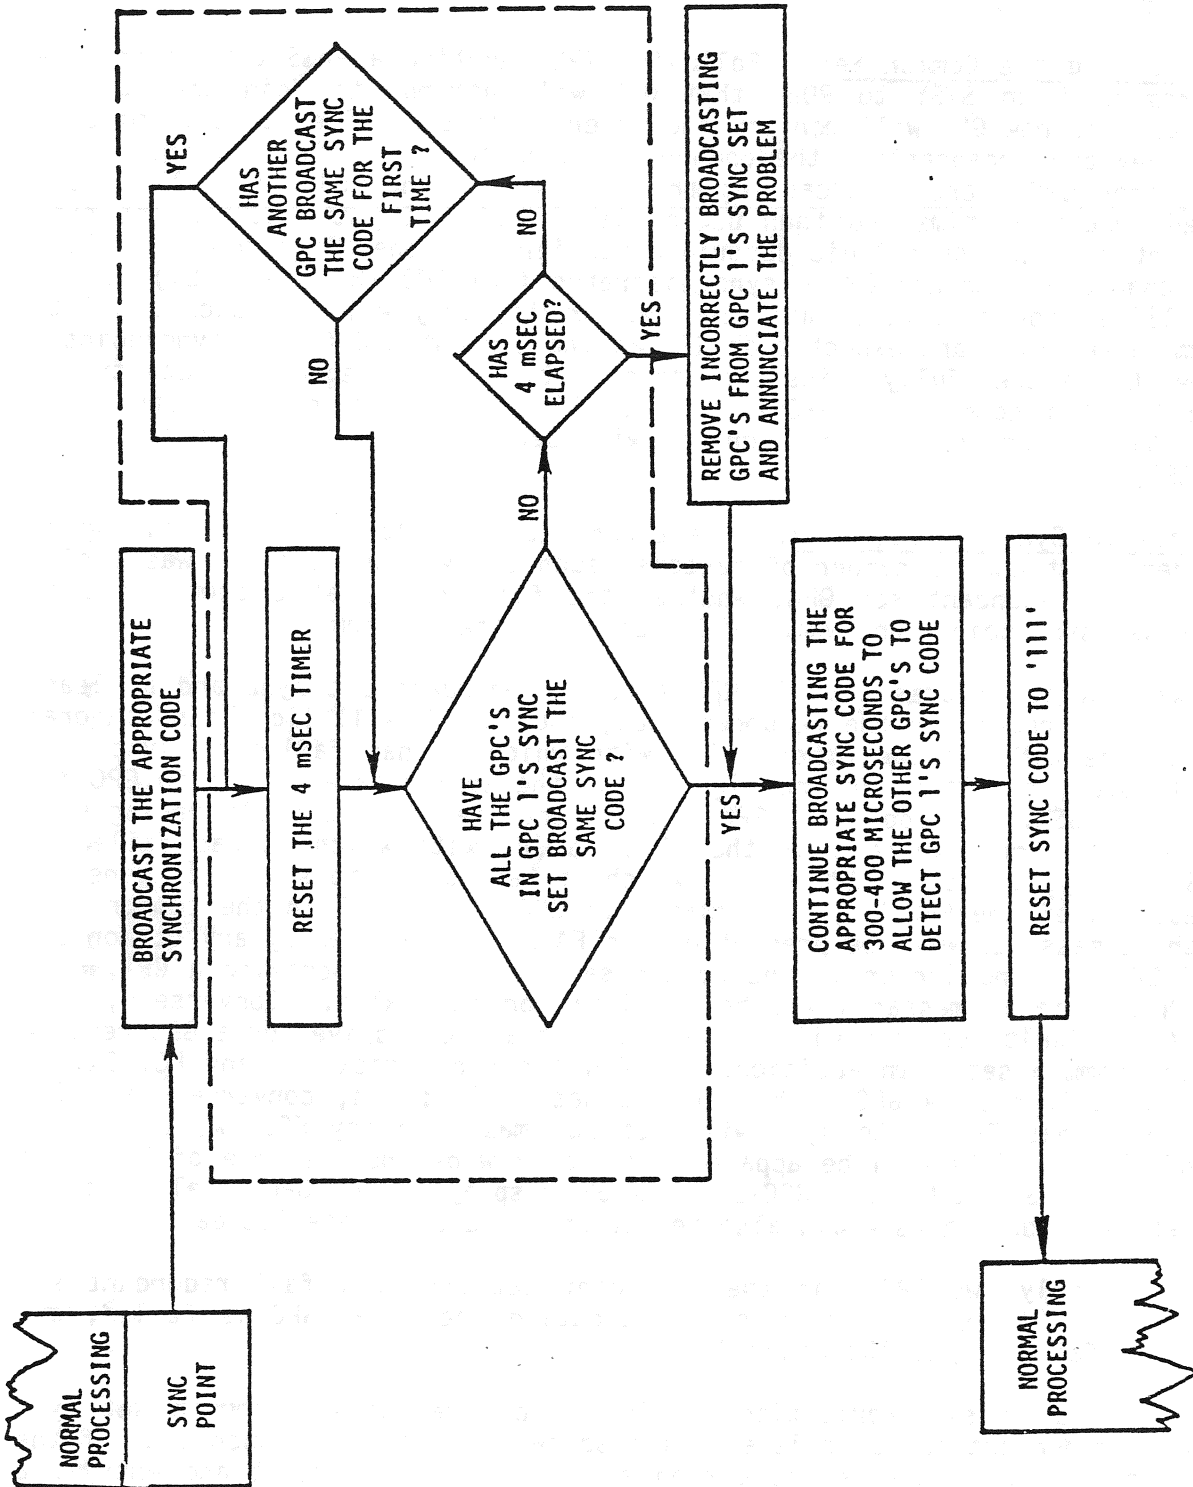 NORMAL
PROCESSING
SYNC
POINT
BROADCAST THE APPROPRIATE
SYNCHRONIZATION CODE
RESET THE 4 mSEC TIMER
HAVE
ALL THE GPC'S
IN GPC 1'S SYNC
SET BROADCAST THE
SAME SYNC
CODE ?
NO
HAS
4 mSEC
ELAPSED?
NO
HAS
ANOTHER
GPC BROADCAST
THE SAME SYNC
CODE FOR THE
FIRST
TIME ?
YES
NO
YES
REMOVE INCORRECTLY BROADCASTING
GPC'S FROM GPC 1'S SYNC SET
AND ANNUNCIATE THE PROBLEM
YES
CONTINUE BROADCASTING THE
APPROPRIATE SYNC CODE FOR
300-400 MICROSECONDS TO
ALLOW THE OTHER GPC'S TO
DETECT GPC 1'S SYNC CODE
RESET SYNC CODE TO '111'
NORMAL
PROCESSING